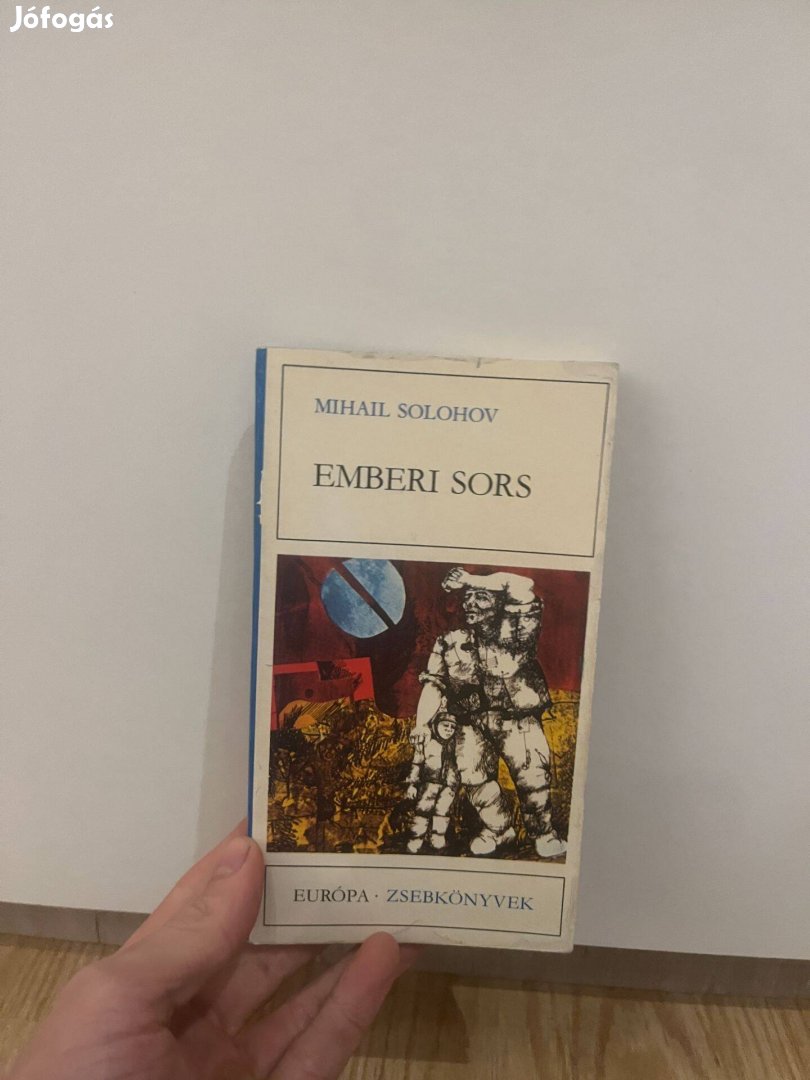 Jófogás
MIHAIL SOLOHOV
EMBERI SORS
EURÓPA · ZSEBKÖNYVEK